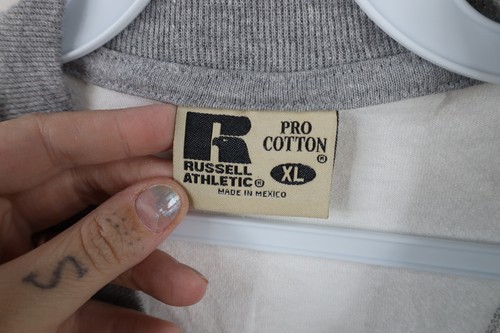 R
PRO
COTTON®
XL
RUSSELL
ATHLETIC®
MADE IN MEXICO
S